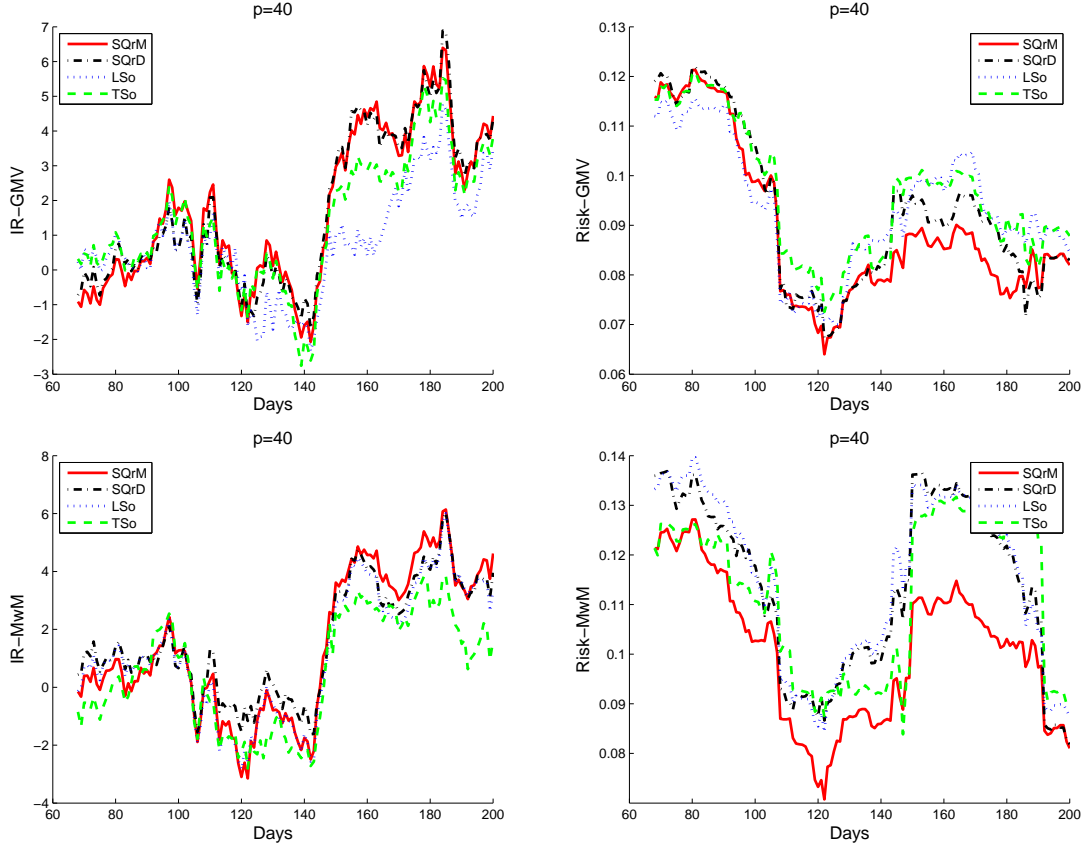 p=40
IR−GMV
7
6
5
4
3
2
1
0
−1
−2
−3
SQrM
SQrD
LSo
TSo
60 80 100 120 140 160 180 200
Days
p=40
Risk−GMV
0.13
0.12
0.11
0.1
0.09
0.08
0.07
0.06
SQrM
SQrD
LSo
TSo
60 80 100 120 140 160 180 200
Days
p=40
IR−MwM
8
6
4
2
0
−2
−4
SQrM
SQrD
LSo
TSo
60 80 100 120 140 160 180 200
Days
p=40
Risk−IMwM
0.14
0.13
0.12
0.11
0.1
0.09
0.08
SQrM
SQrD
LSo
TSo
60 80 100 120 140 160 180 200
Days